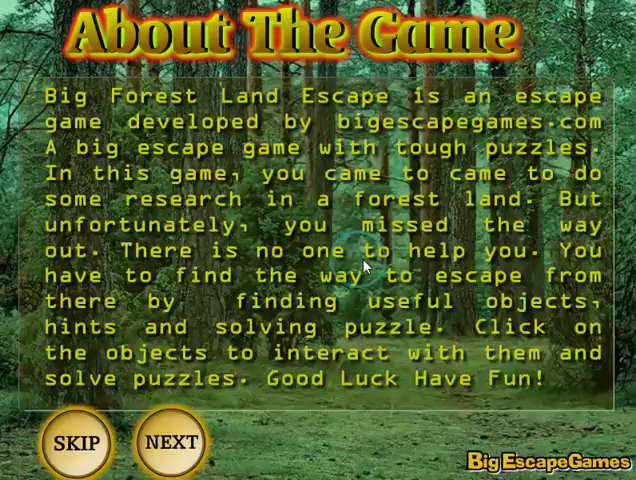 About The Game
Big Forest Land Escape is an escape
game developed by bigescapegames.com
A big escape game with tough puzzles.
In this game, you came to came to do
some research in a forest land. But
unfortunately, you missed the way
out. There is no one to help you. You
have to find the way to escape from
there by finding useful objects,
hints and solving puzzle. Click on
the objects to interact with them and
solve puzzles. Good Luck Have Fun!
SKIP NEXT
BigEscapeGames